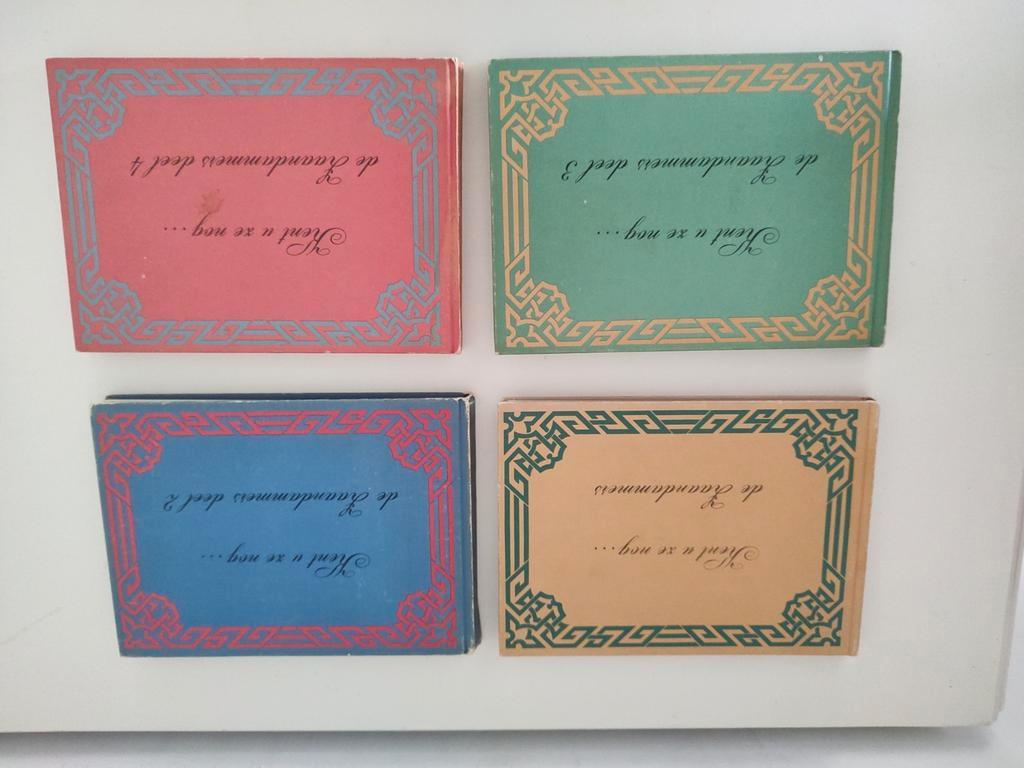 Kent u ze nog...
de Zaandammers
Kent u ze nog...
de Zaandammers deel 2
Kent u ze nog...
de Zaandammers deel 3
Kent u ze nog...
de Zaandammers deel 4